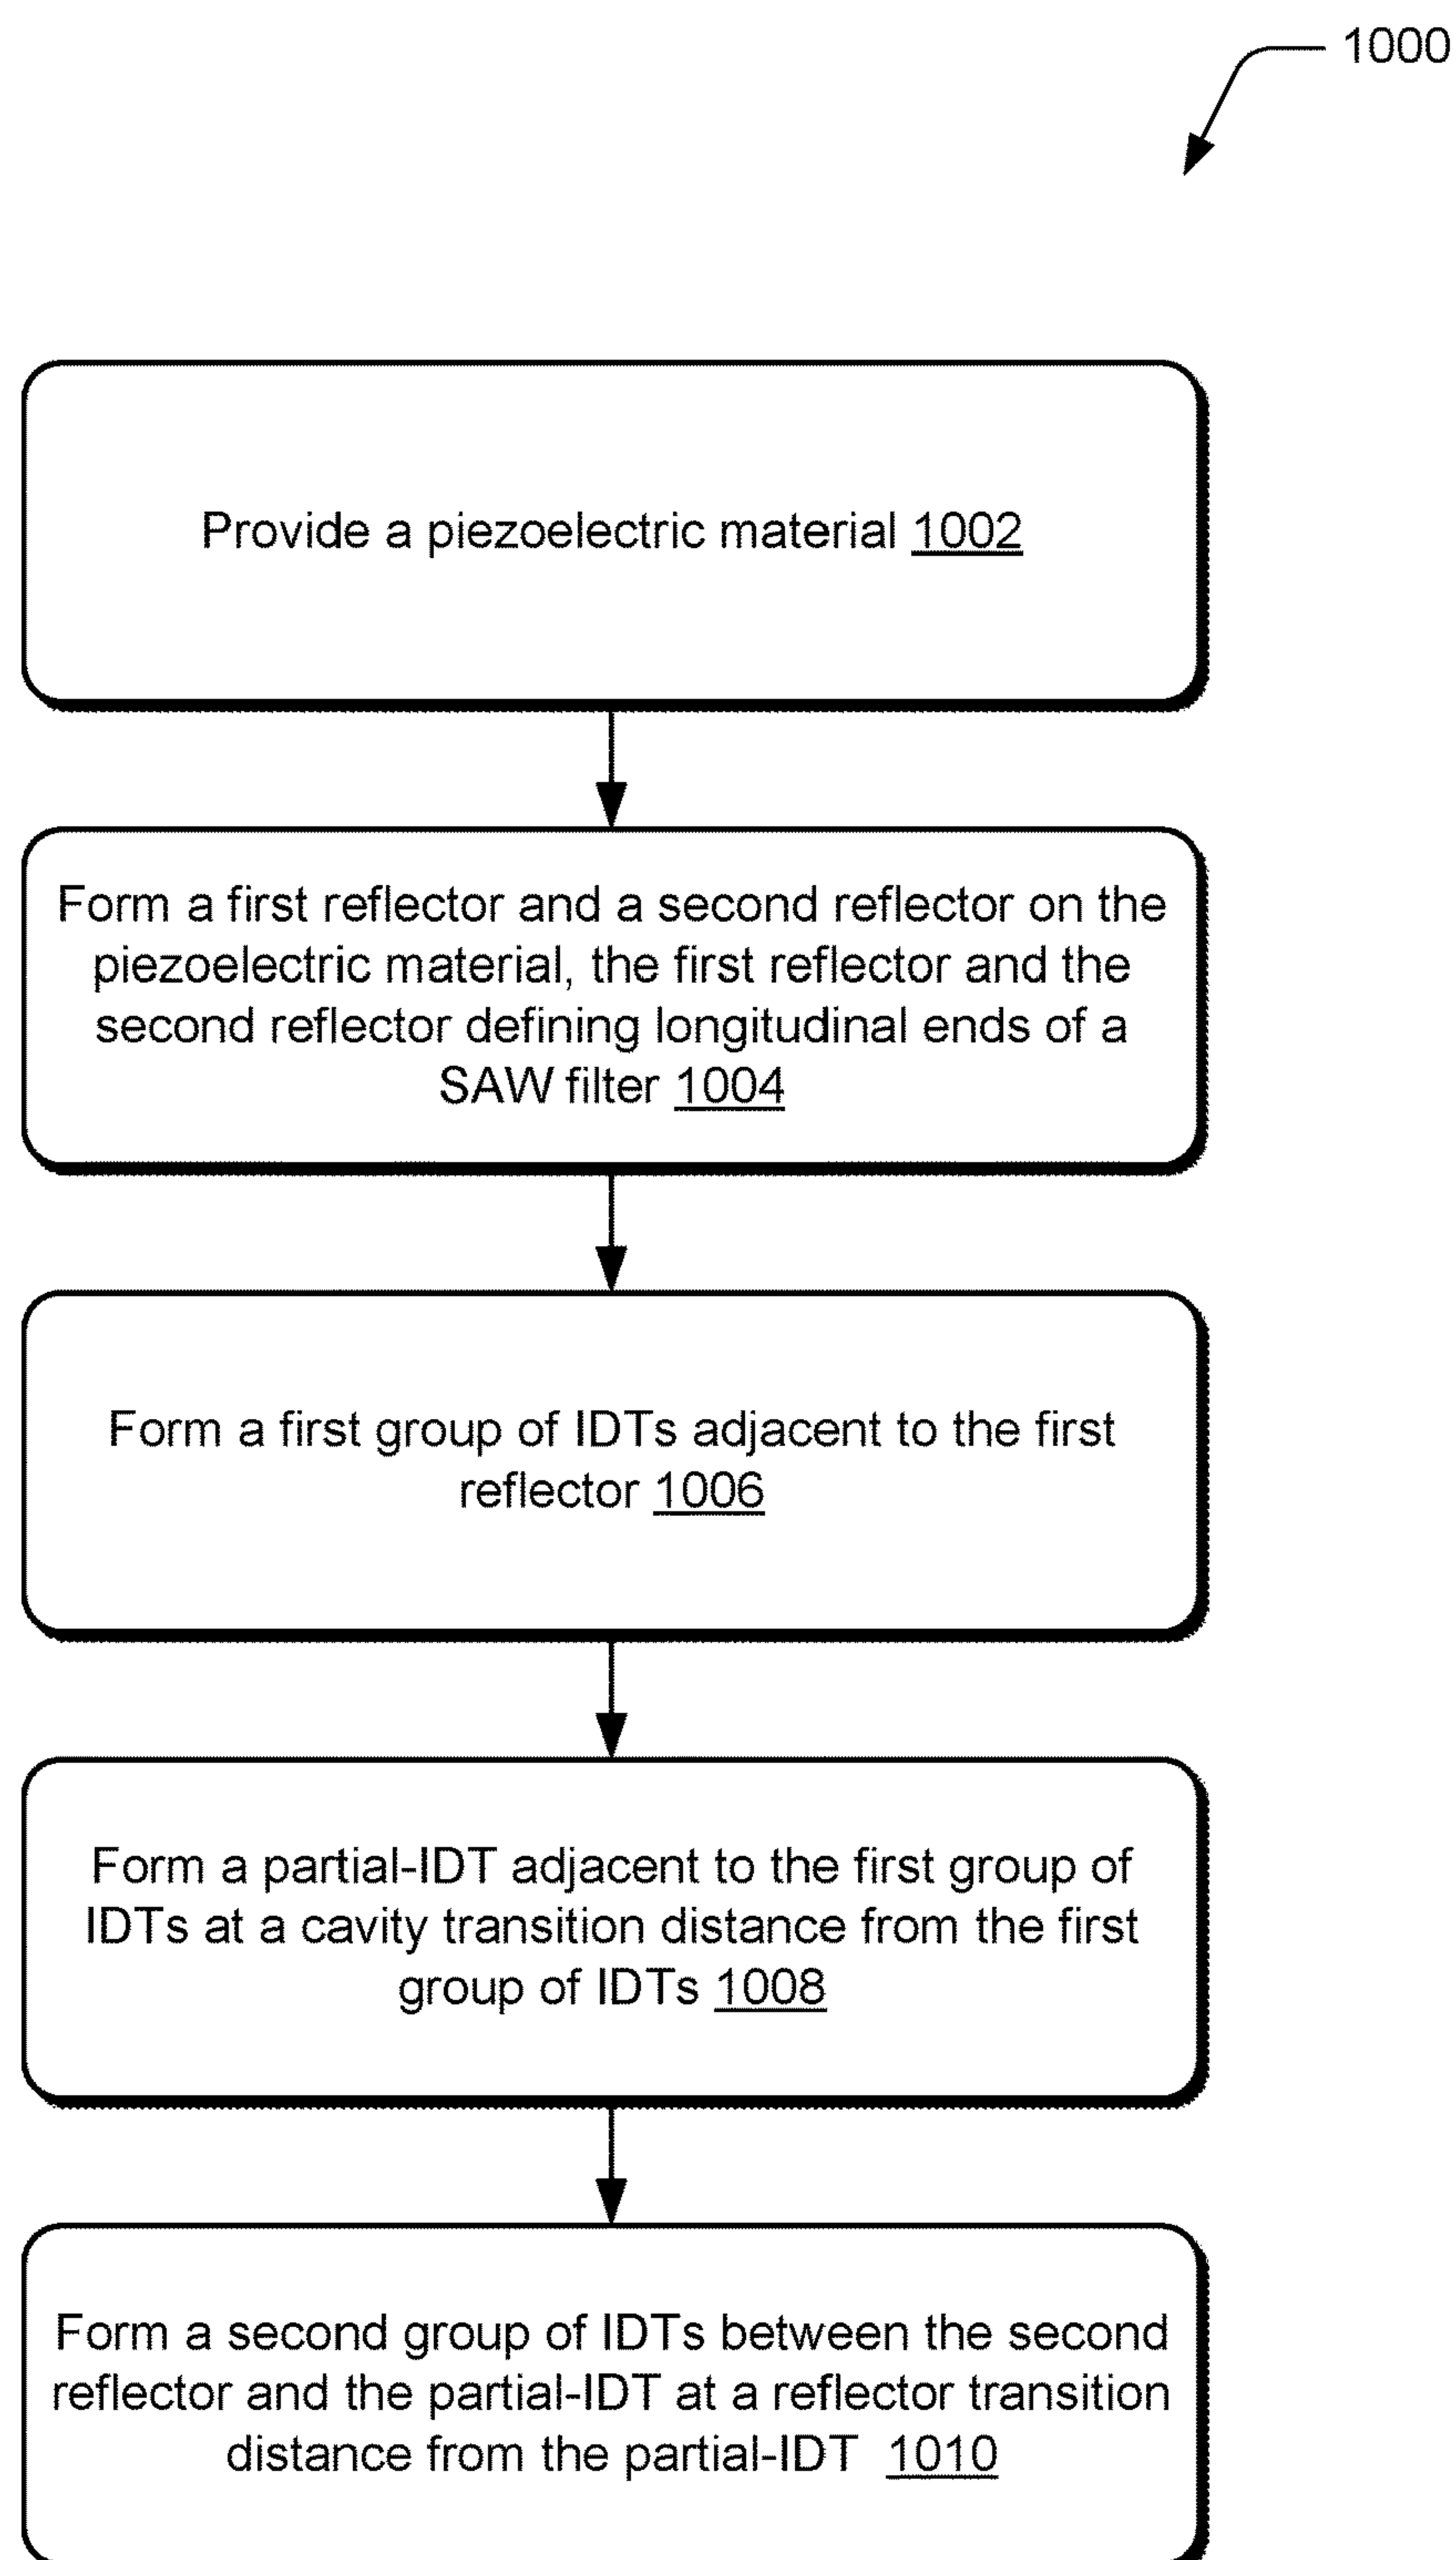 1000
Provide a piezoelectric material 1002
Form a first reflector and a second reflector on the
piezoelectric material, the first reflector and the
second reflector defining longitudinal ends of a
SAW filter 1004
Form a first group of IDTs adjacent to the first
reflector 1006
Form a partial-IDT adjacent to the first group of
IDTs at a cavity transition distance from the first
group of IDTs 1008
Form a second group of IDTs between the second
reflector and the partial-IDT at a reflector transition
distance from the partial-IDT 1010